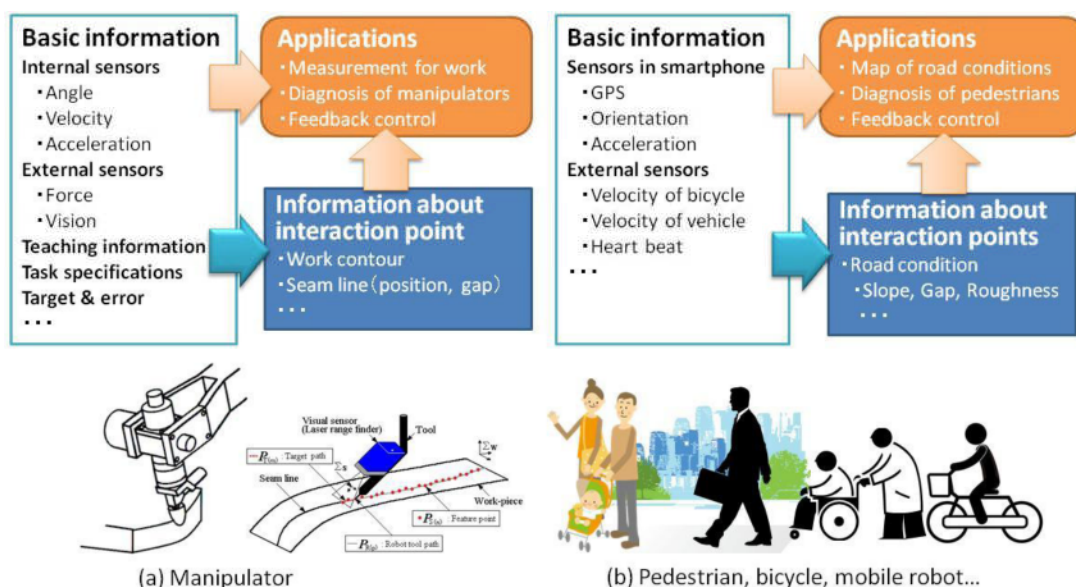 Basic information
Internal sensors
・Angle
・Velocity
・Acceleration
External sensors
・Force
・Vision
Teaching information
Task specifications
Target & error
・・・
Applications
・Measurement for work
・Diagnosis of manipulators
・Feedback control
Information about
interaction point
・Work contour
・Seam line(position, gap)
・・・
Basic information
Sensors in smartphone
・GPS
・Orientation
・Acceleration
External sensors
・Velocity of bicycle
・Velocity of vehicle
・Heart beat
・・・
Applications
・Map of road conditions
・Diagnosis of pedestrians
・Feedback control
Information about
interaction points
・Road condition
・Slope, Gap, Roughness
・・・
Visual sensor
(Laser range finder)
Tool
: Target path
Σs
Σw
Seam line
Work-piece
: Feature point
: Robot tool path
(a) Manipulator
(b) Pedestrian, bicycle, mobile robot...